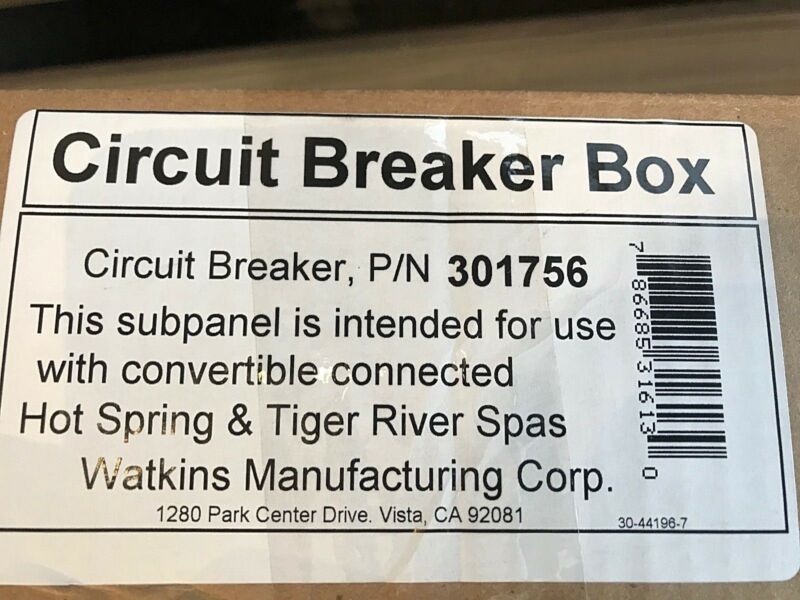 Circuit Breaker Box
Circuit Breaker, P/N 301756
This subpanel is intended for use
with convertible connected
Hot Spring & Tiger River Spas
Watkins Manufacturing Corp.
1280 Park Center Drive. Vista, CA 92081
30-44196-7
7 86685 31613 0